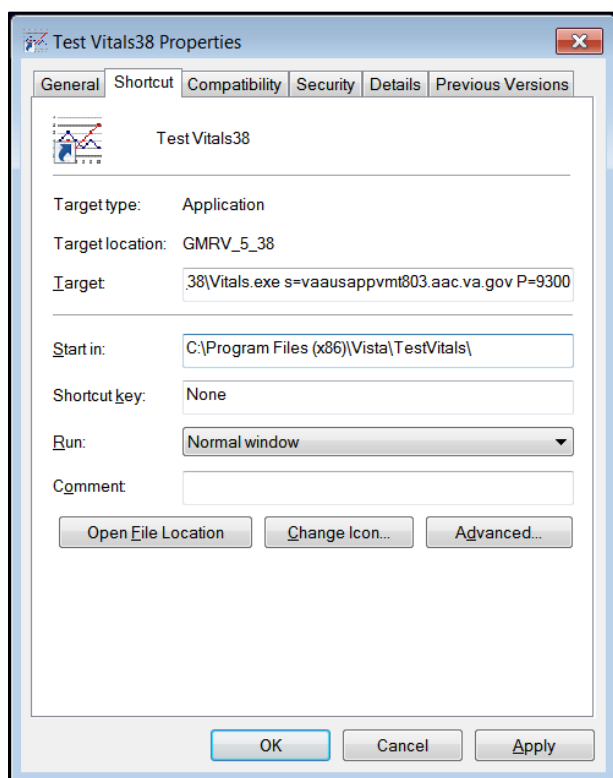 Test Vitals38 Properties
General Shortcut Compatibility Security Details Previous Versions
Test Vitals38
Target type: Application
Target location: GMRV_5_38
Target: .38\Vitals.exe s=vaausappvmt803.aac.va.gov P=9300
Start in: C:\Program Files (x86)\Vista\TestVitals\
Shortcut key: None
Run: Normal window
Comment:
Open File Location Change Icon... Advanced...
OK Cancel Apply